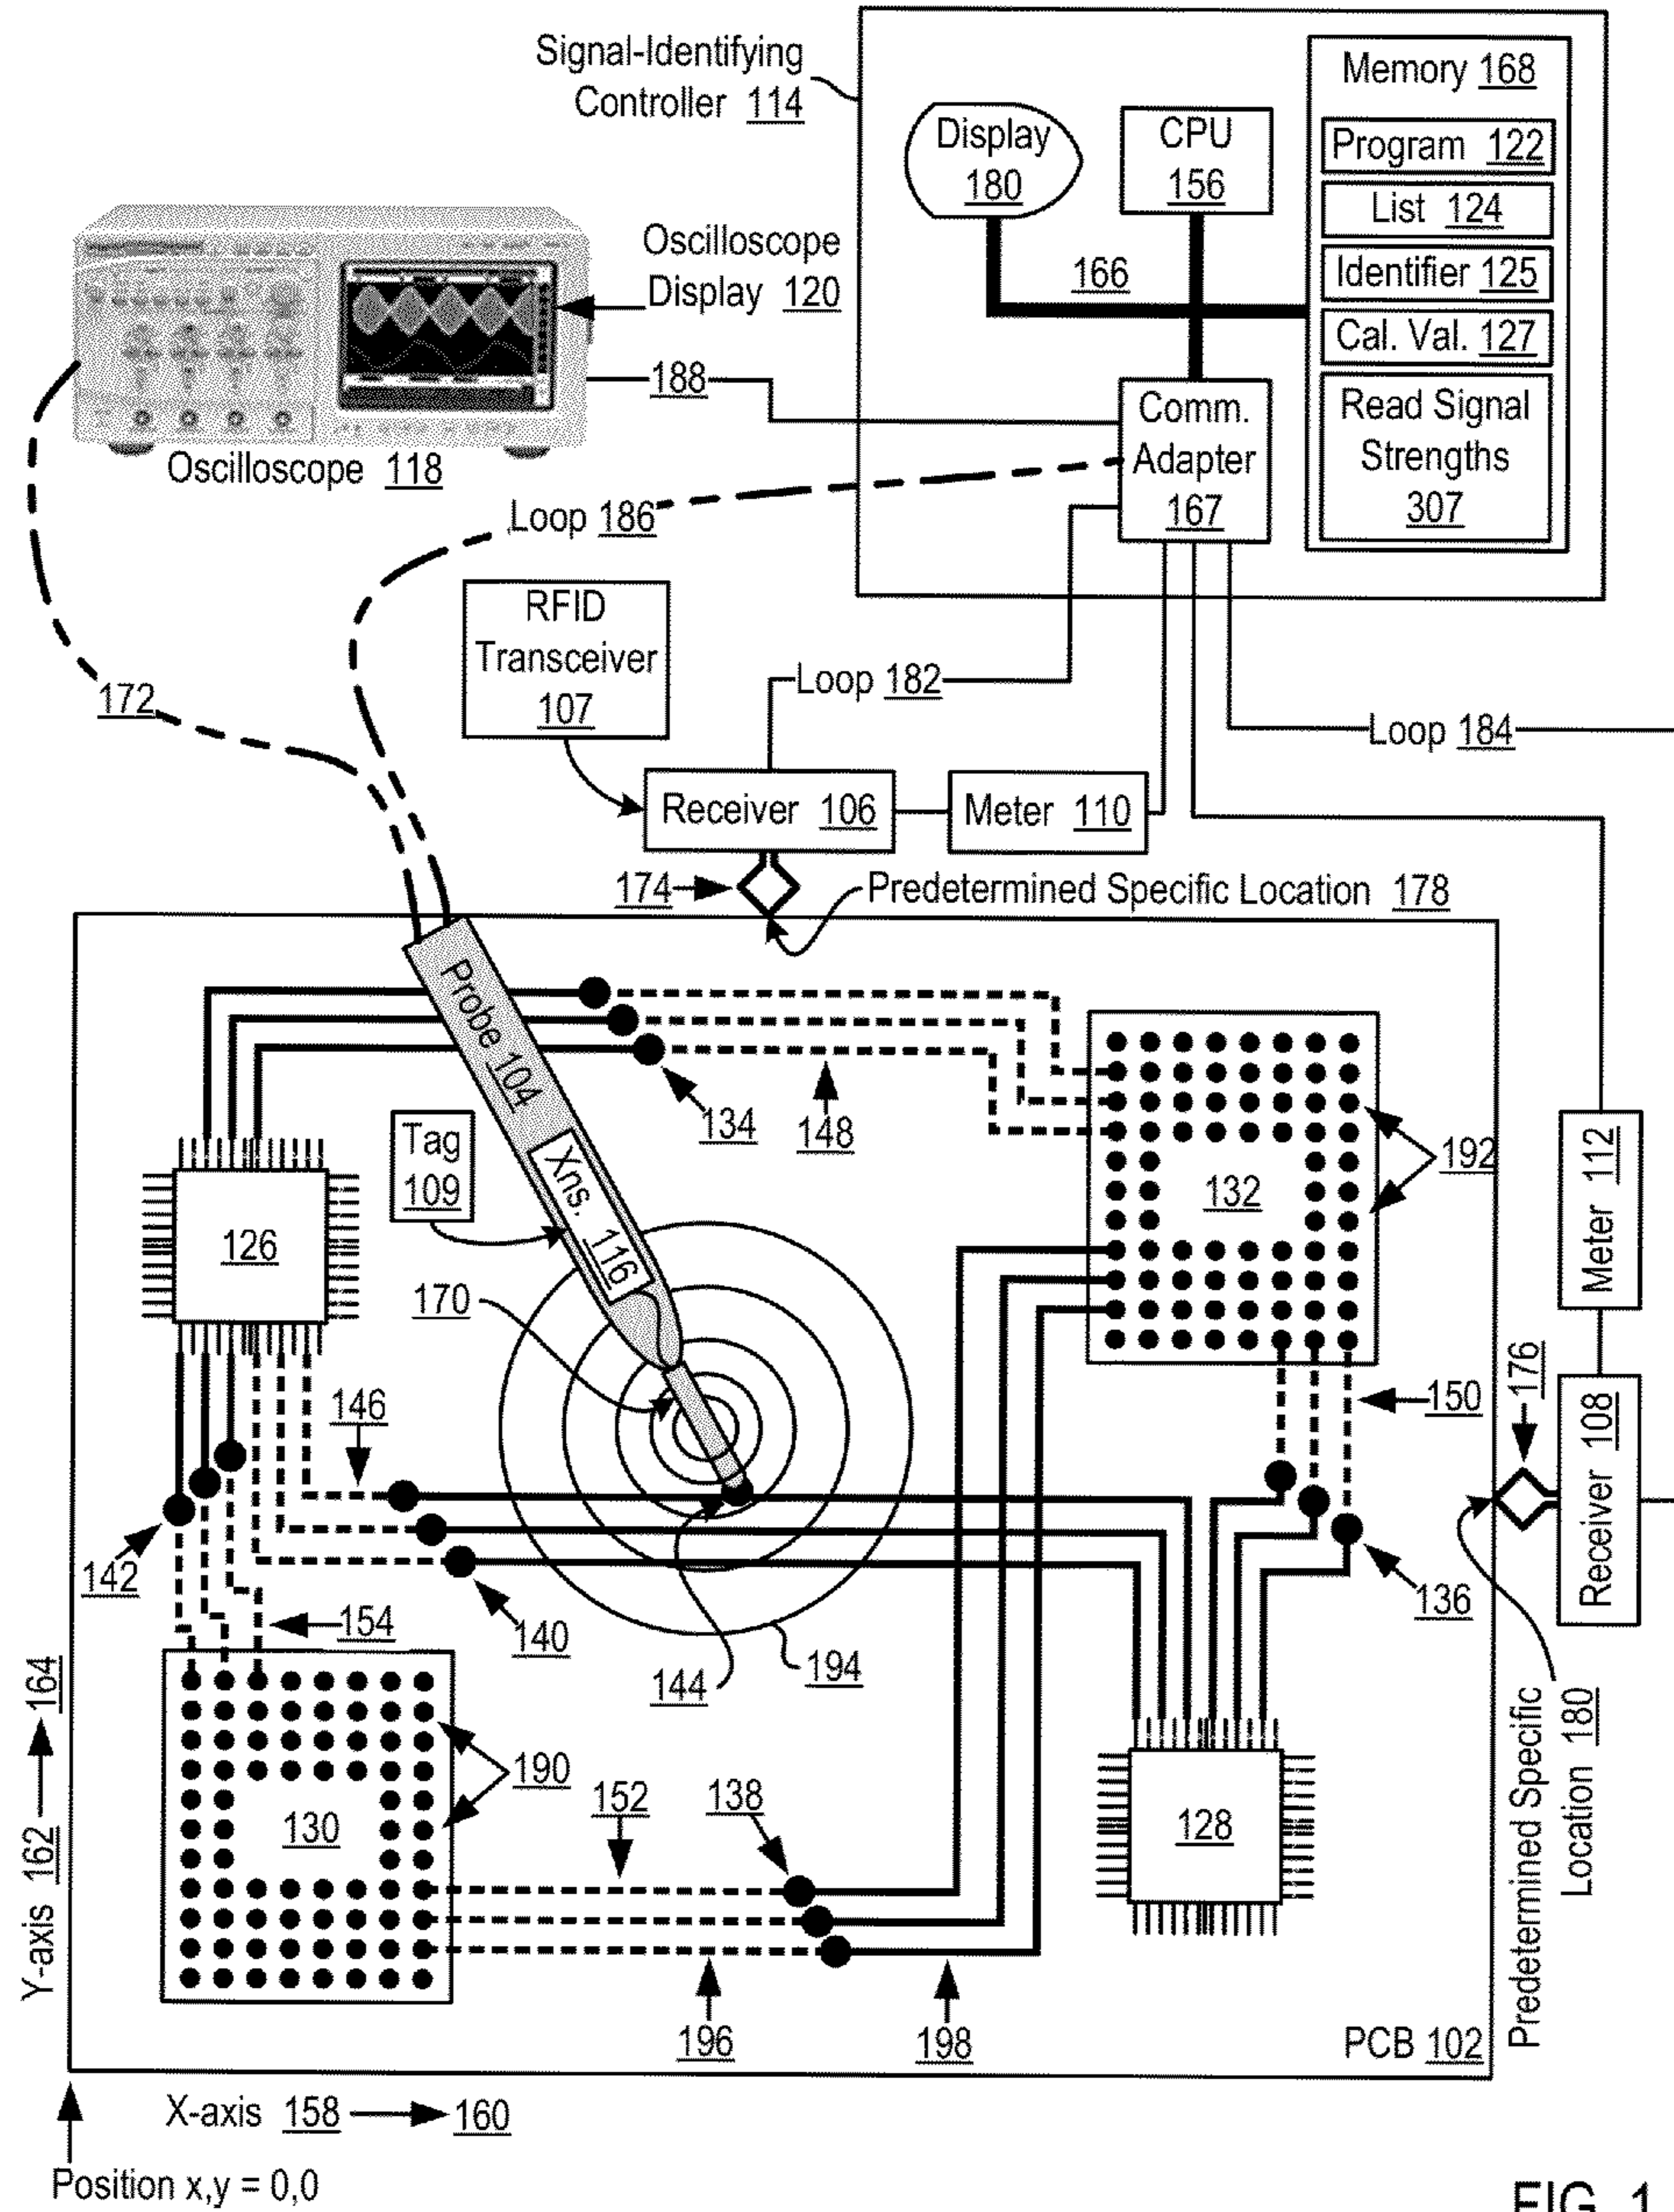 Signal-Identifying
Controller 114
Memory 168
Display
180
CPU
156
Program 122
List 124
Identifier 125
Cal. Val. 127
Read Signal
Strengths
307
166
Oscilloscope
Display 120
188
Comm.
Adapter
167
Oscilloscope 118
Loop 186
RFID
Transceiver
107
172
Loop 182
Loop 184
Receiver 106
Meter 110
174
Predetermined Specific Location 178
Probe 104
134
148
192
Tag
109
Xns. 116
132
126
Meter 112
170
176
146
150
Receiver 108
142
140
136
154
144
194
Y-axis 162
164
190
130
152
138
128
Predetermined Specific
Location 180
196
198
PCB 102
X-axis 158
160
Position x,y = 0,0
FIG. 1